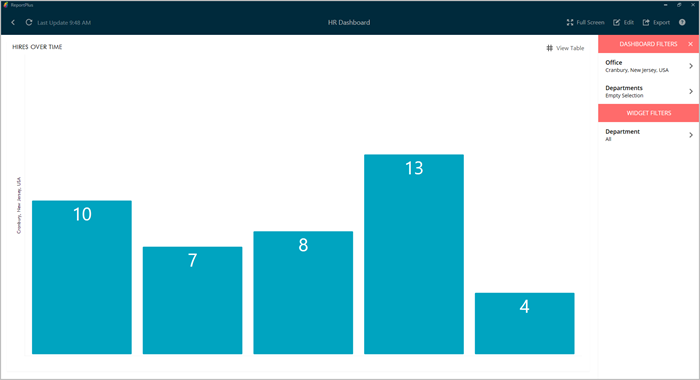 ReportPlus
Last Update 9:48 AM
HR Dashboard
Full Screen
Edit
Export
HIRES OVER TIME
View Table
Cranbury, New Jersey, USA
10
7
8
13
4
DASHBOARD FILTERS
Office
Cranbury, New Jersey, USA
Departments
Empty Selection
WIDGET FILTERS
Department
All